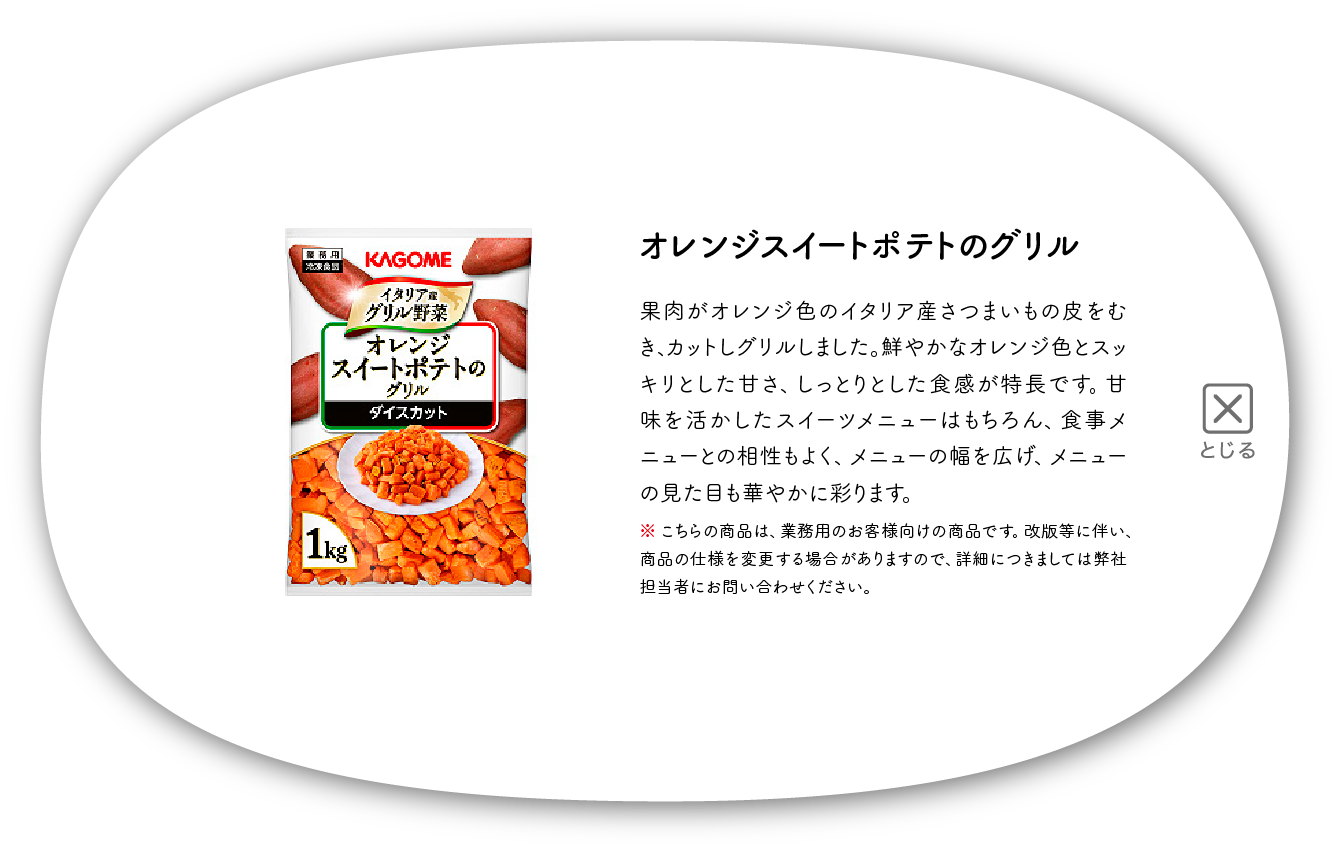 業務用
冷凍食品
KAGOME
イタリア産
グリル野菜
オレンジ
スイートポテトの
グリル
ダイスカット
1kg
オレンジスイートポテトのグリル
果肉がオレンジ色のイタリア産さつまいもの皮をむ
き、カットしグリルしました。鮮やかなオレンジ色とスッ
キリとした甘さ、しっとりとした食感が特長です。甘
味を活かしたスイーツメニューはもちろん、食事メ
ニューとの相性もよく、メニューの幅を広げ、メニュー
の見た目も華やかに彩ります。
※ こちらの商品は、業務用のお客様向けの商品です。改版等に伴い、
商品の仕様を変更する場合がありますので、詳細につきましては弊社
担当者にお問い合わせください。
とじる